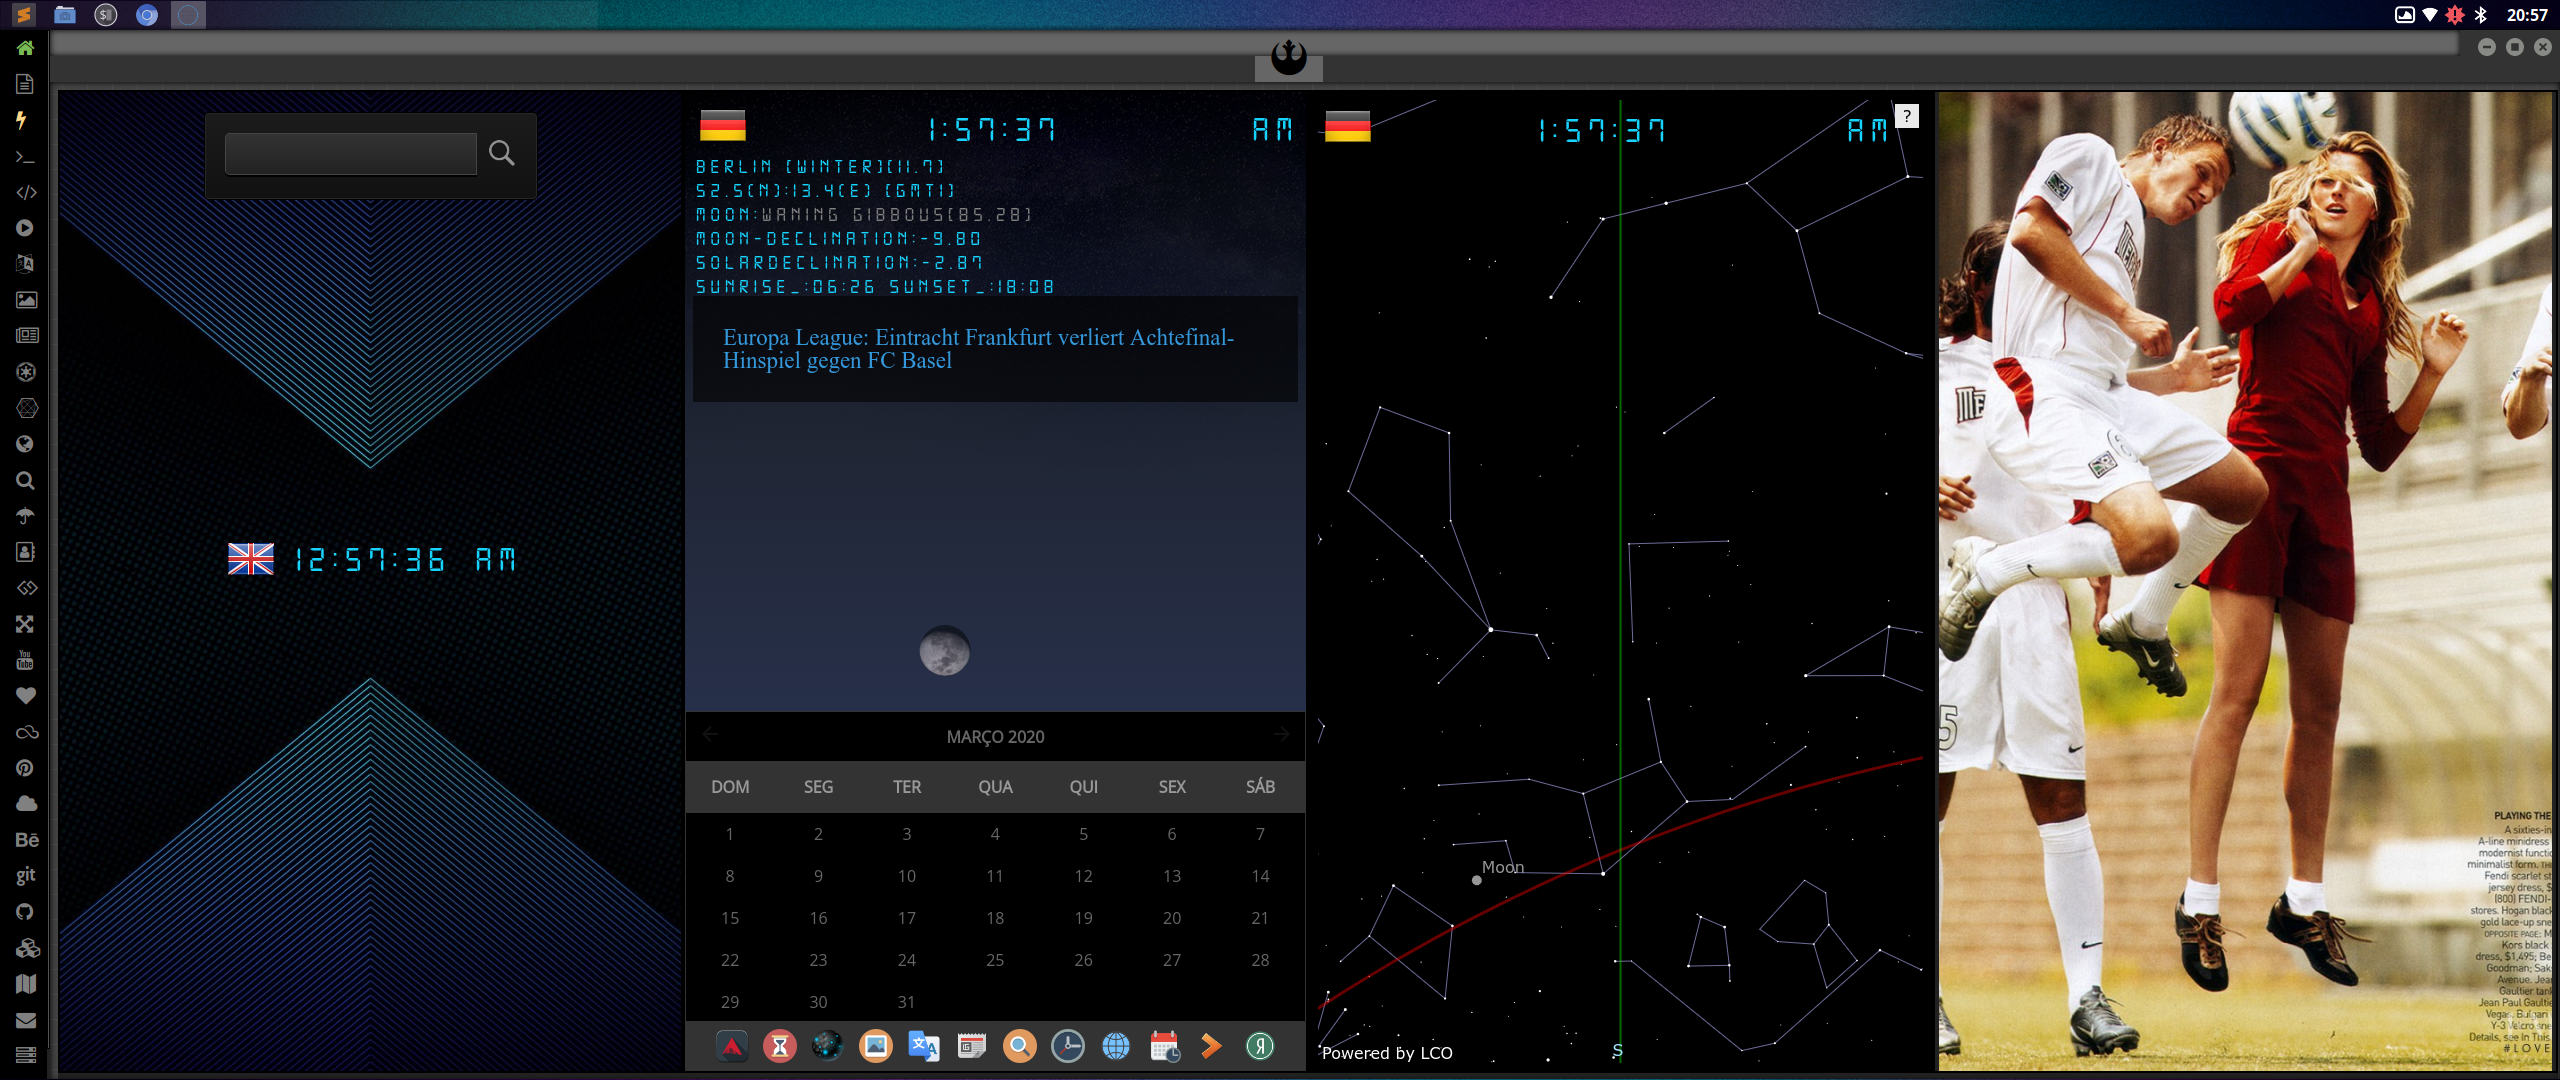 20:57
1:57:37 AM
BERLIN [WINTER][11.7]
52.5[N]:13.4[E] [GMT1]
MOON:WANING GIBBOUS[85.28]
MOON-DECLINATION:-9.80
SOLARDECLINATION:-2.87
SUNRISE_:06:26 SUNSET_:18:08
Europa League: Eintracht Frankfurt verliert Achtefinal-
Hinspiel gegen FC Basel
12:57:36 AM
MARÇO 2020
DOM SEG TER QUA QUI SEX SÁB
1 2 3 4 5 6 7
8 9 10 11 12 13 14
15 16 17 18 19 20 21
22 23 24 25 26 27 28
29 30 31
1:57:37 AM
?
Moon
Powered by LCO
S
You
Tube
Bē
git
PLAYING THE
A sixties-in
A-line minidress
modernist functi
minimalist form.
Fendi scarlet st
jersey dress, $
(800) FENDI-
stores. Hogan black
gold lace-up sne
OPPOSITE PAGE: M
Kors black
dress, $1,495; Be
Goodman; Sak
Avenue. Jea
Gaultier tank
Jean Paul Gaultie
Vegas. Bulgari
Y-3 Velcro sne
Details, see In This
#LOVE